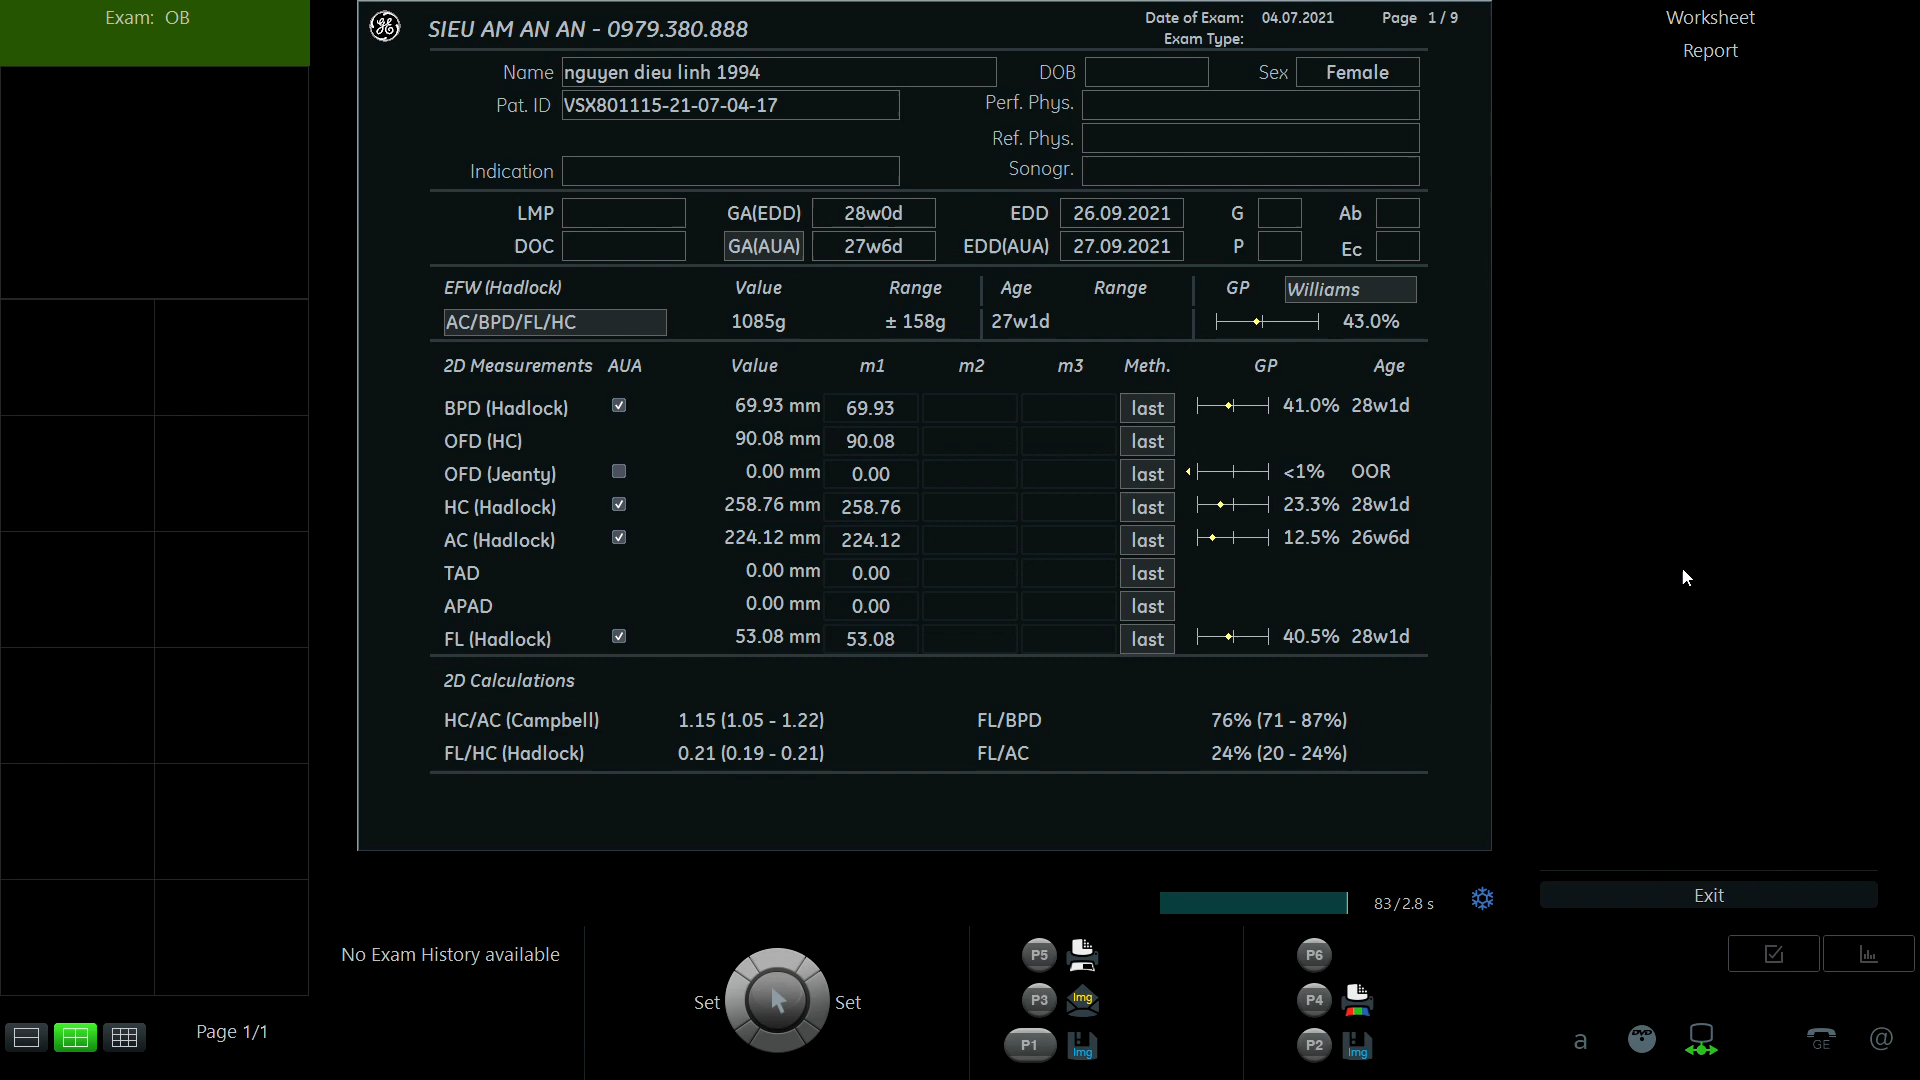 Exam: OB
SIEU AM AN AN - 0979.380.888
Date of Exam: 04.07.2021 Page 1 / 9
Exam Type:
Name nguyen dieu linh 1994 DOB Sex Female
Pat. ID VSX801115-21-07-04-17 Perf. Phys.
Ref. Phys.
Indication Sonogr.
LMP GA(EDD) 28w0d EDD 26.09.2021 G Ab
DOC GA(AUA) 27w6d EDD(AUA) 27.09.2021 P Ec
EFW (Hadlock) Value Range Age Range GP Williams
AC/BPD/FL/HC 1085g ± 158g 27w1d 43.0%
2D Measurements AUA Value m1 m2 m3 Meth. GP Age
BPD (Hadlock) 69.93 mm 69.93 last 41.0% 28w1d
OFD (HC) 90.08 mm 90.08 last
OFD (Jeanty) 0.00 mm 0.00 last <1% OOR
HC (Hadlock) 258.76 mm 258.76 last 23.3% 28w1d
AC (Hadlock) 224.12 mm 224.12 last 12.5% 26w6d
TAD 0.00 mm 0.00 last
APAD 0.00 mm 0.00 last
FL (Hadlock) 53.08 mm 53.08 last 40.5% 28w1d
2D Calculations
HC/AC (Campbell) 1.15 (1.05 - 1.22) FL/BPD 76% (71 - 87%)
FL/HC (Hadlock) 0.21 (0.19 - 0.21) FL/AC 24% (20 - 24%)
Worksheet
Report
Exit
83/2.8 s
No Exam History available
Set Set
P5 P6
P3 Img P4
P1 Img P2 Img
Page 1/1
a DVD GE @